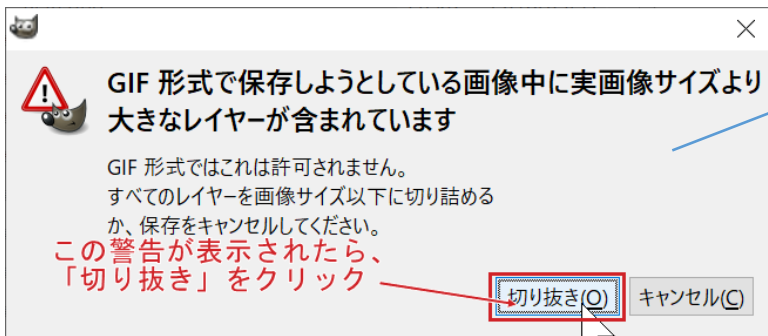 GIF 形式で保存しようとしている画像中に実画像サイズより
大きなレイヤーが含まれています
GIF 形式ではこれは許可されません。
すべてのレイヤーを画像サイズ以下に切り詰める
か、保存をキャンセルしてください。
この警告が表示されたら、
「切り抜き」をクリック
切り抜き(O)
キャンセル(C)